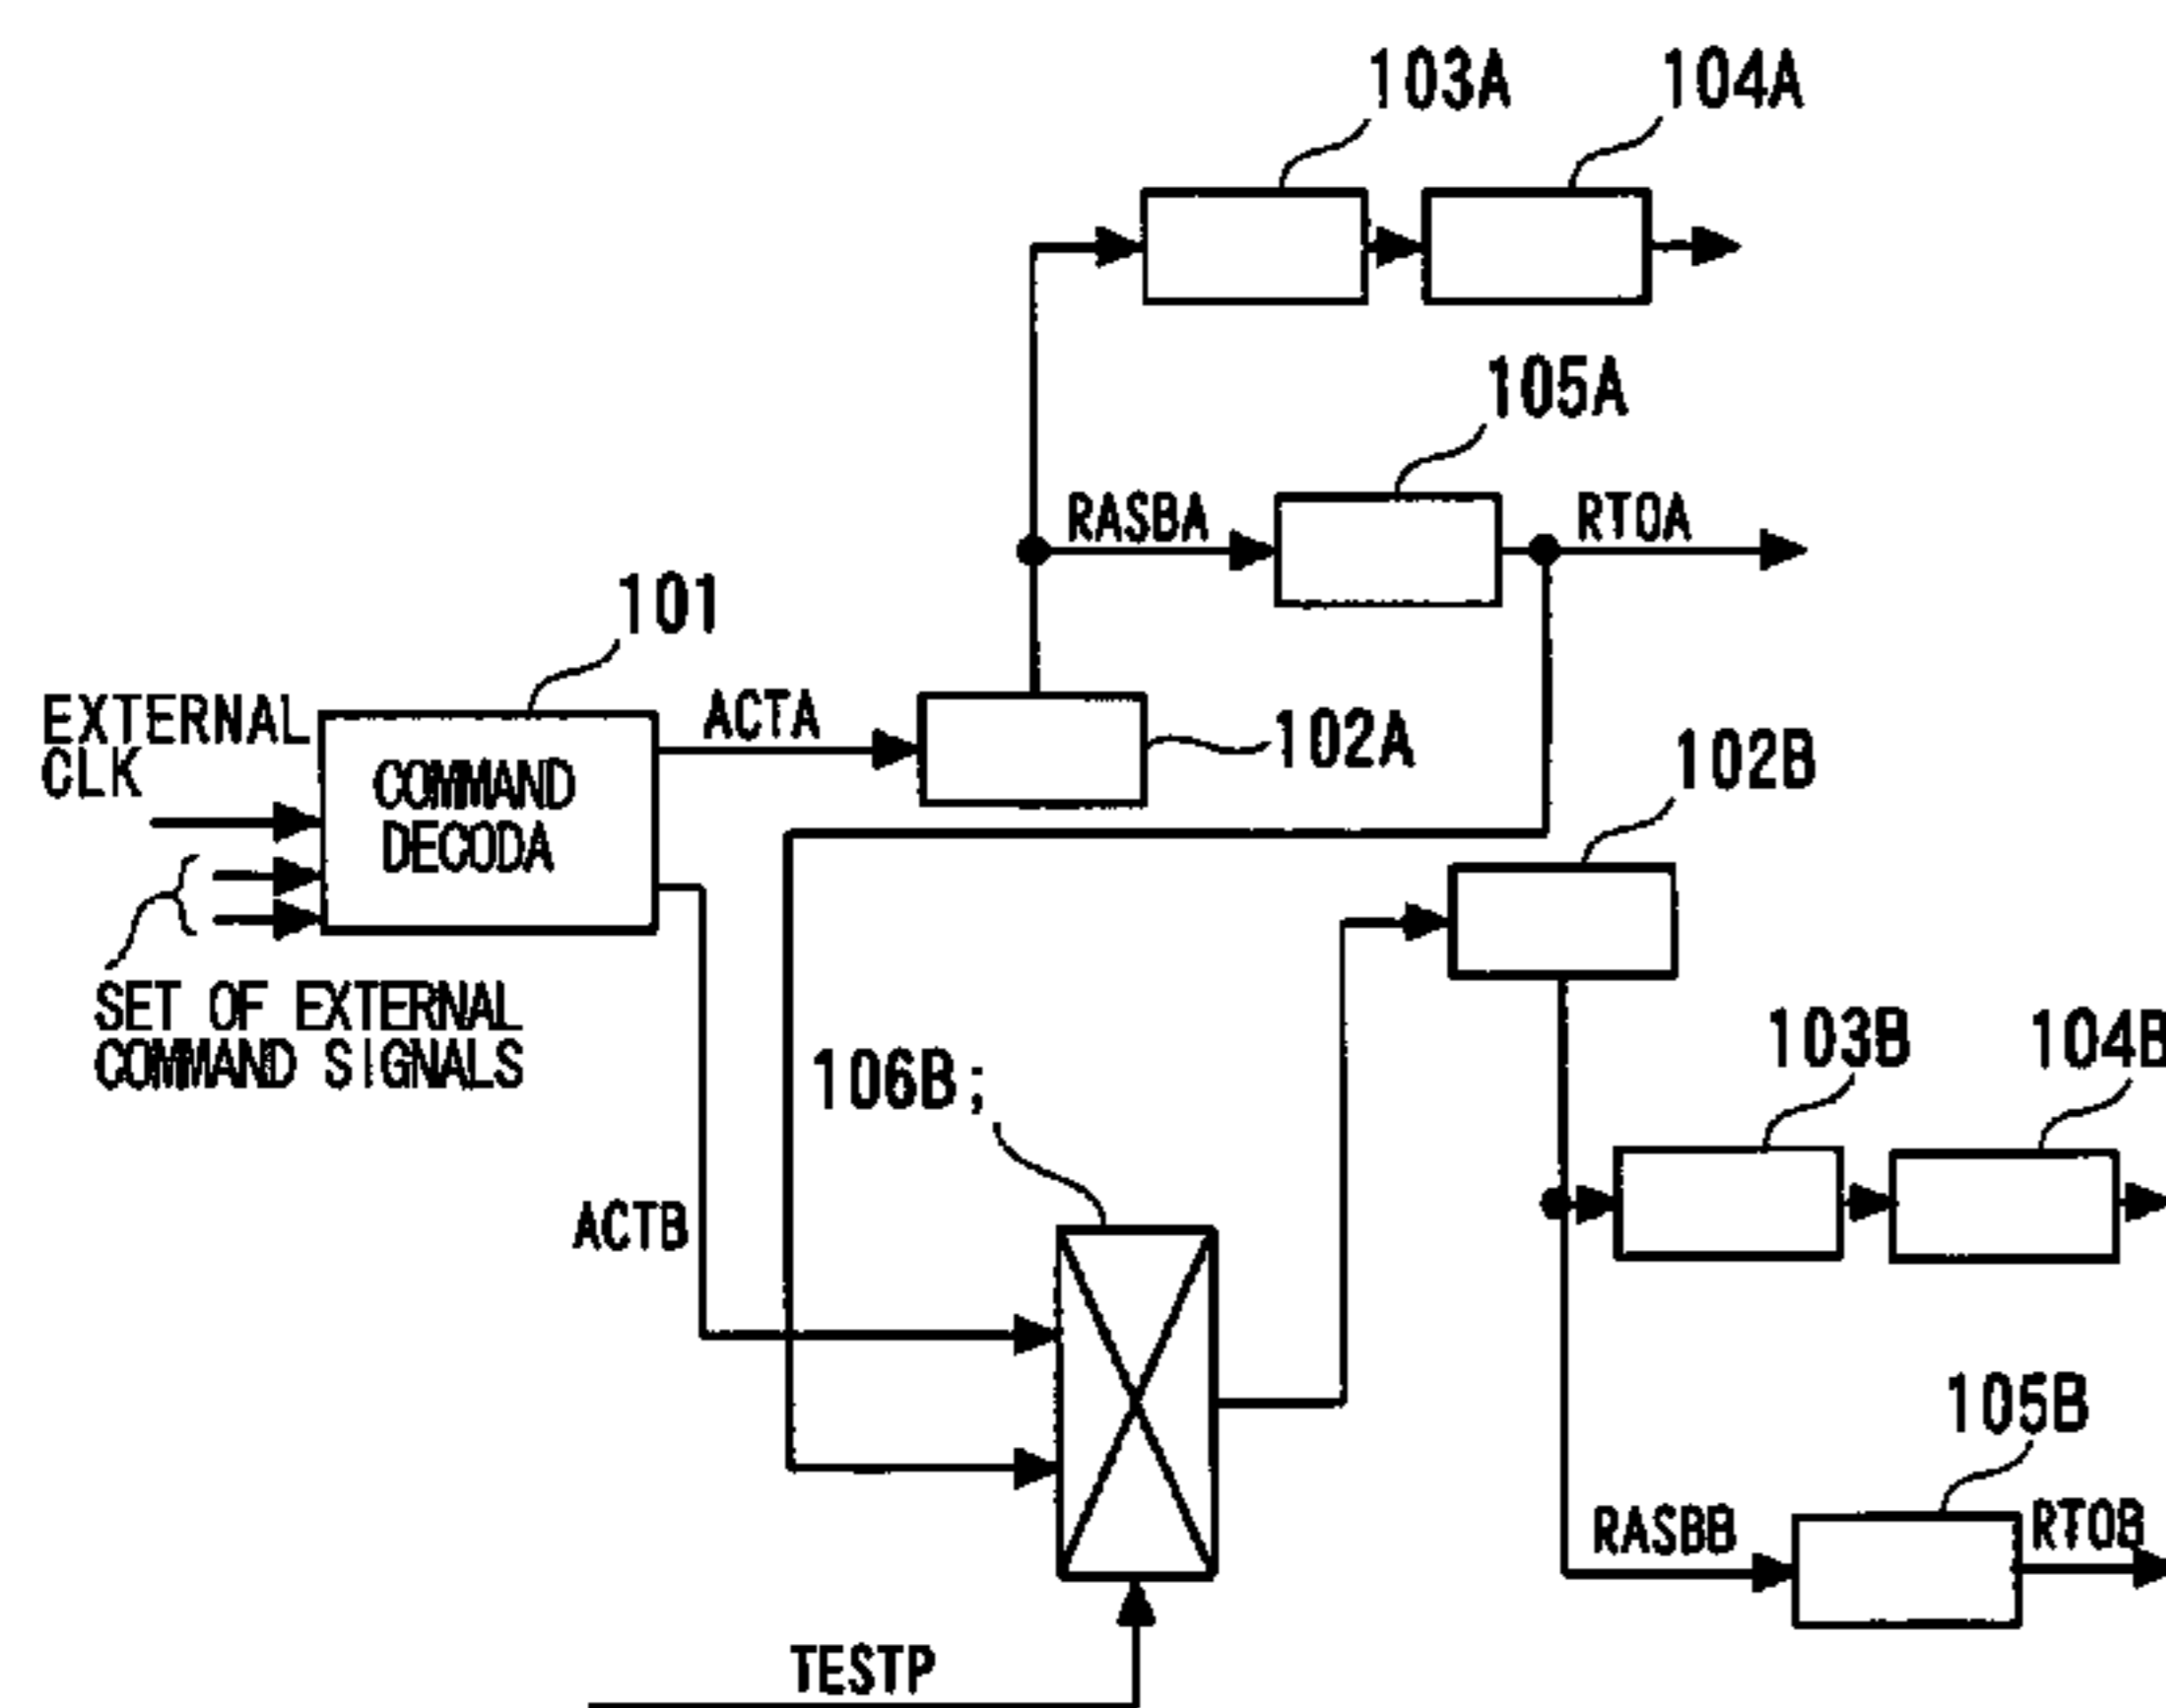 103A
104A
105A
RASBA
RTOA
101
EXTERNAL
CLK
ACTA
102A
COMMAND
DECODA
102B
SET OF EXTERNAL
COMMAND SIGNALS
106B;
103B
104B
ACTB
105B
RASBB
RTOB
TESTP